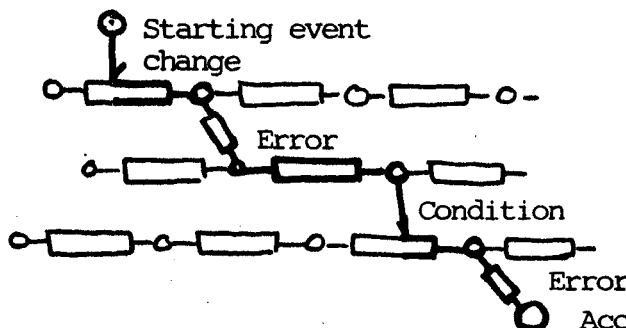 Starting event
change
Error
Condition
Error
Acc